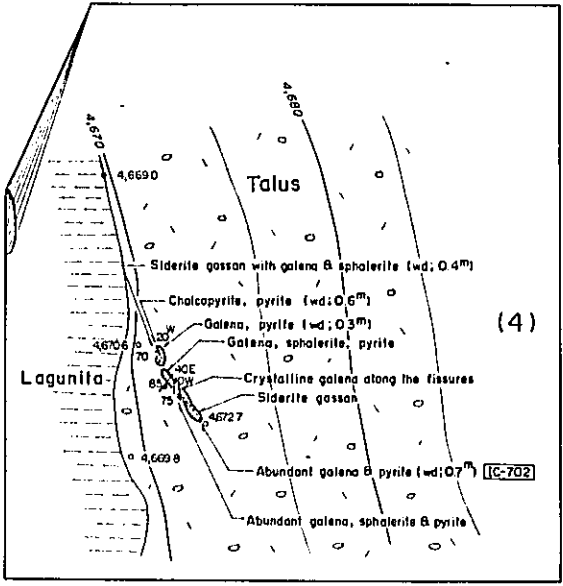 4,680
4,670
4,669.0
Talus
Siderite gossan with galena & sphalerite (wd; 0.4m)
Chalcopyrite, pyrite (wd; 0.6m)
20W
Galena, pyrite (wd; 0.3m)
(4)
4,670.6
70
Galena, sphalerite, pyrite
40E
Lagunita
85
10W
Crystalline galena along the fissures
75
Siderite gossan
4,672.7
4,669.8
Abundant galena & pyrite (wd; 0.7m) IC-702
Abundant galena, sphalerite & pyrite